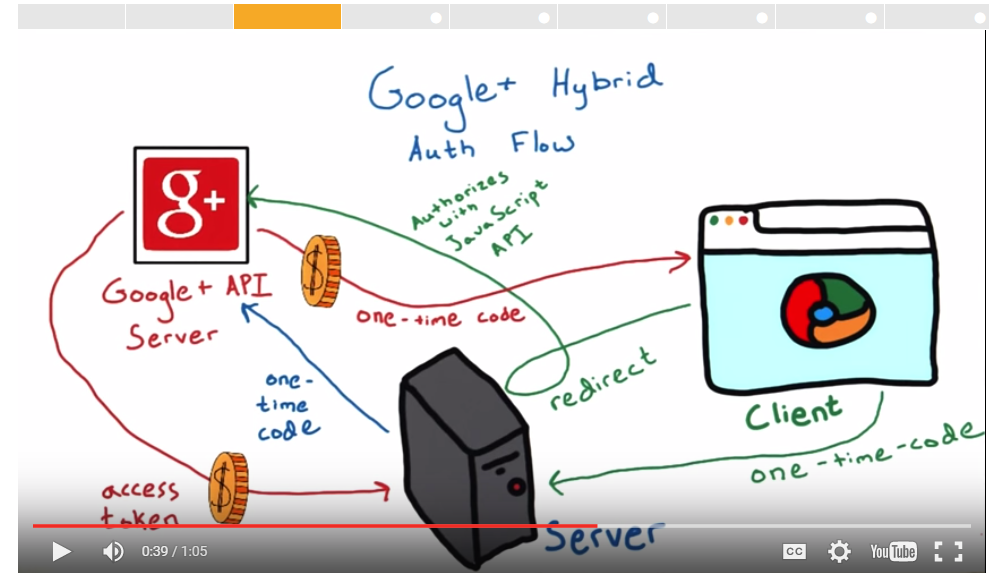 Google+ Hybrid
Auth Flow
g+
Authorizes
with
JavaScript
API
$
Google+ API
Server
one-time code
one-
time
code
redirect
Client
one-time-code
$
access
token
Server
0:39 / 1:05
CC
YouTube